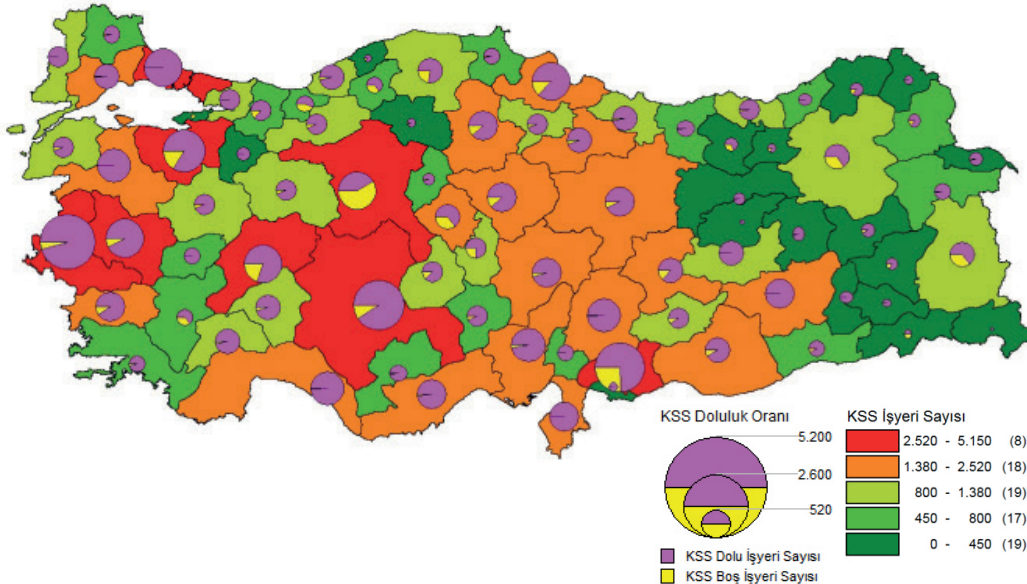 KSS Doluluk Oranı
5.200
2.600
520
KSS Dolu İşyeri Sayısı
KSS Boş İşyeri Sayısı
KSS İşyeri Sayısı
2.520 - 5.150 (8)
1.380 - 2.520 (18)
800 - 1.380 (19)
450 - 800 (17)
0 - 450 (19)